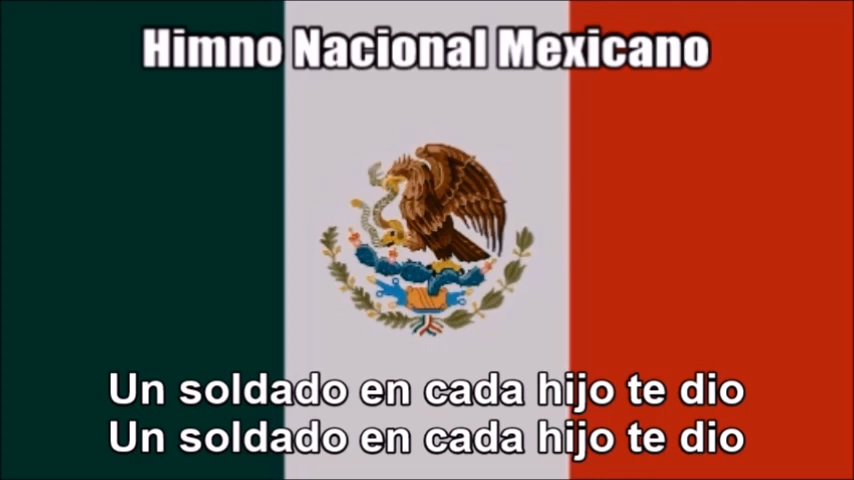 Himno Nacional Mexicano
Un soldado en cada hijo te dio
Un soldado en cada hijo te dio